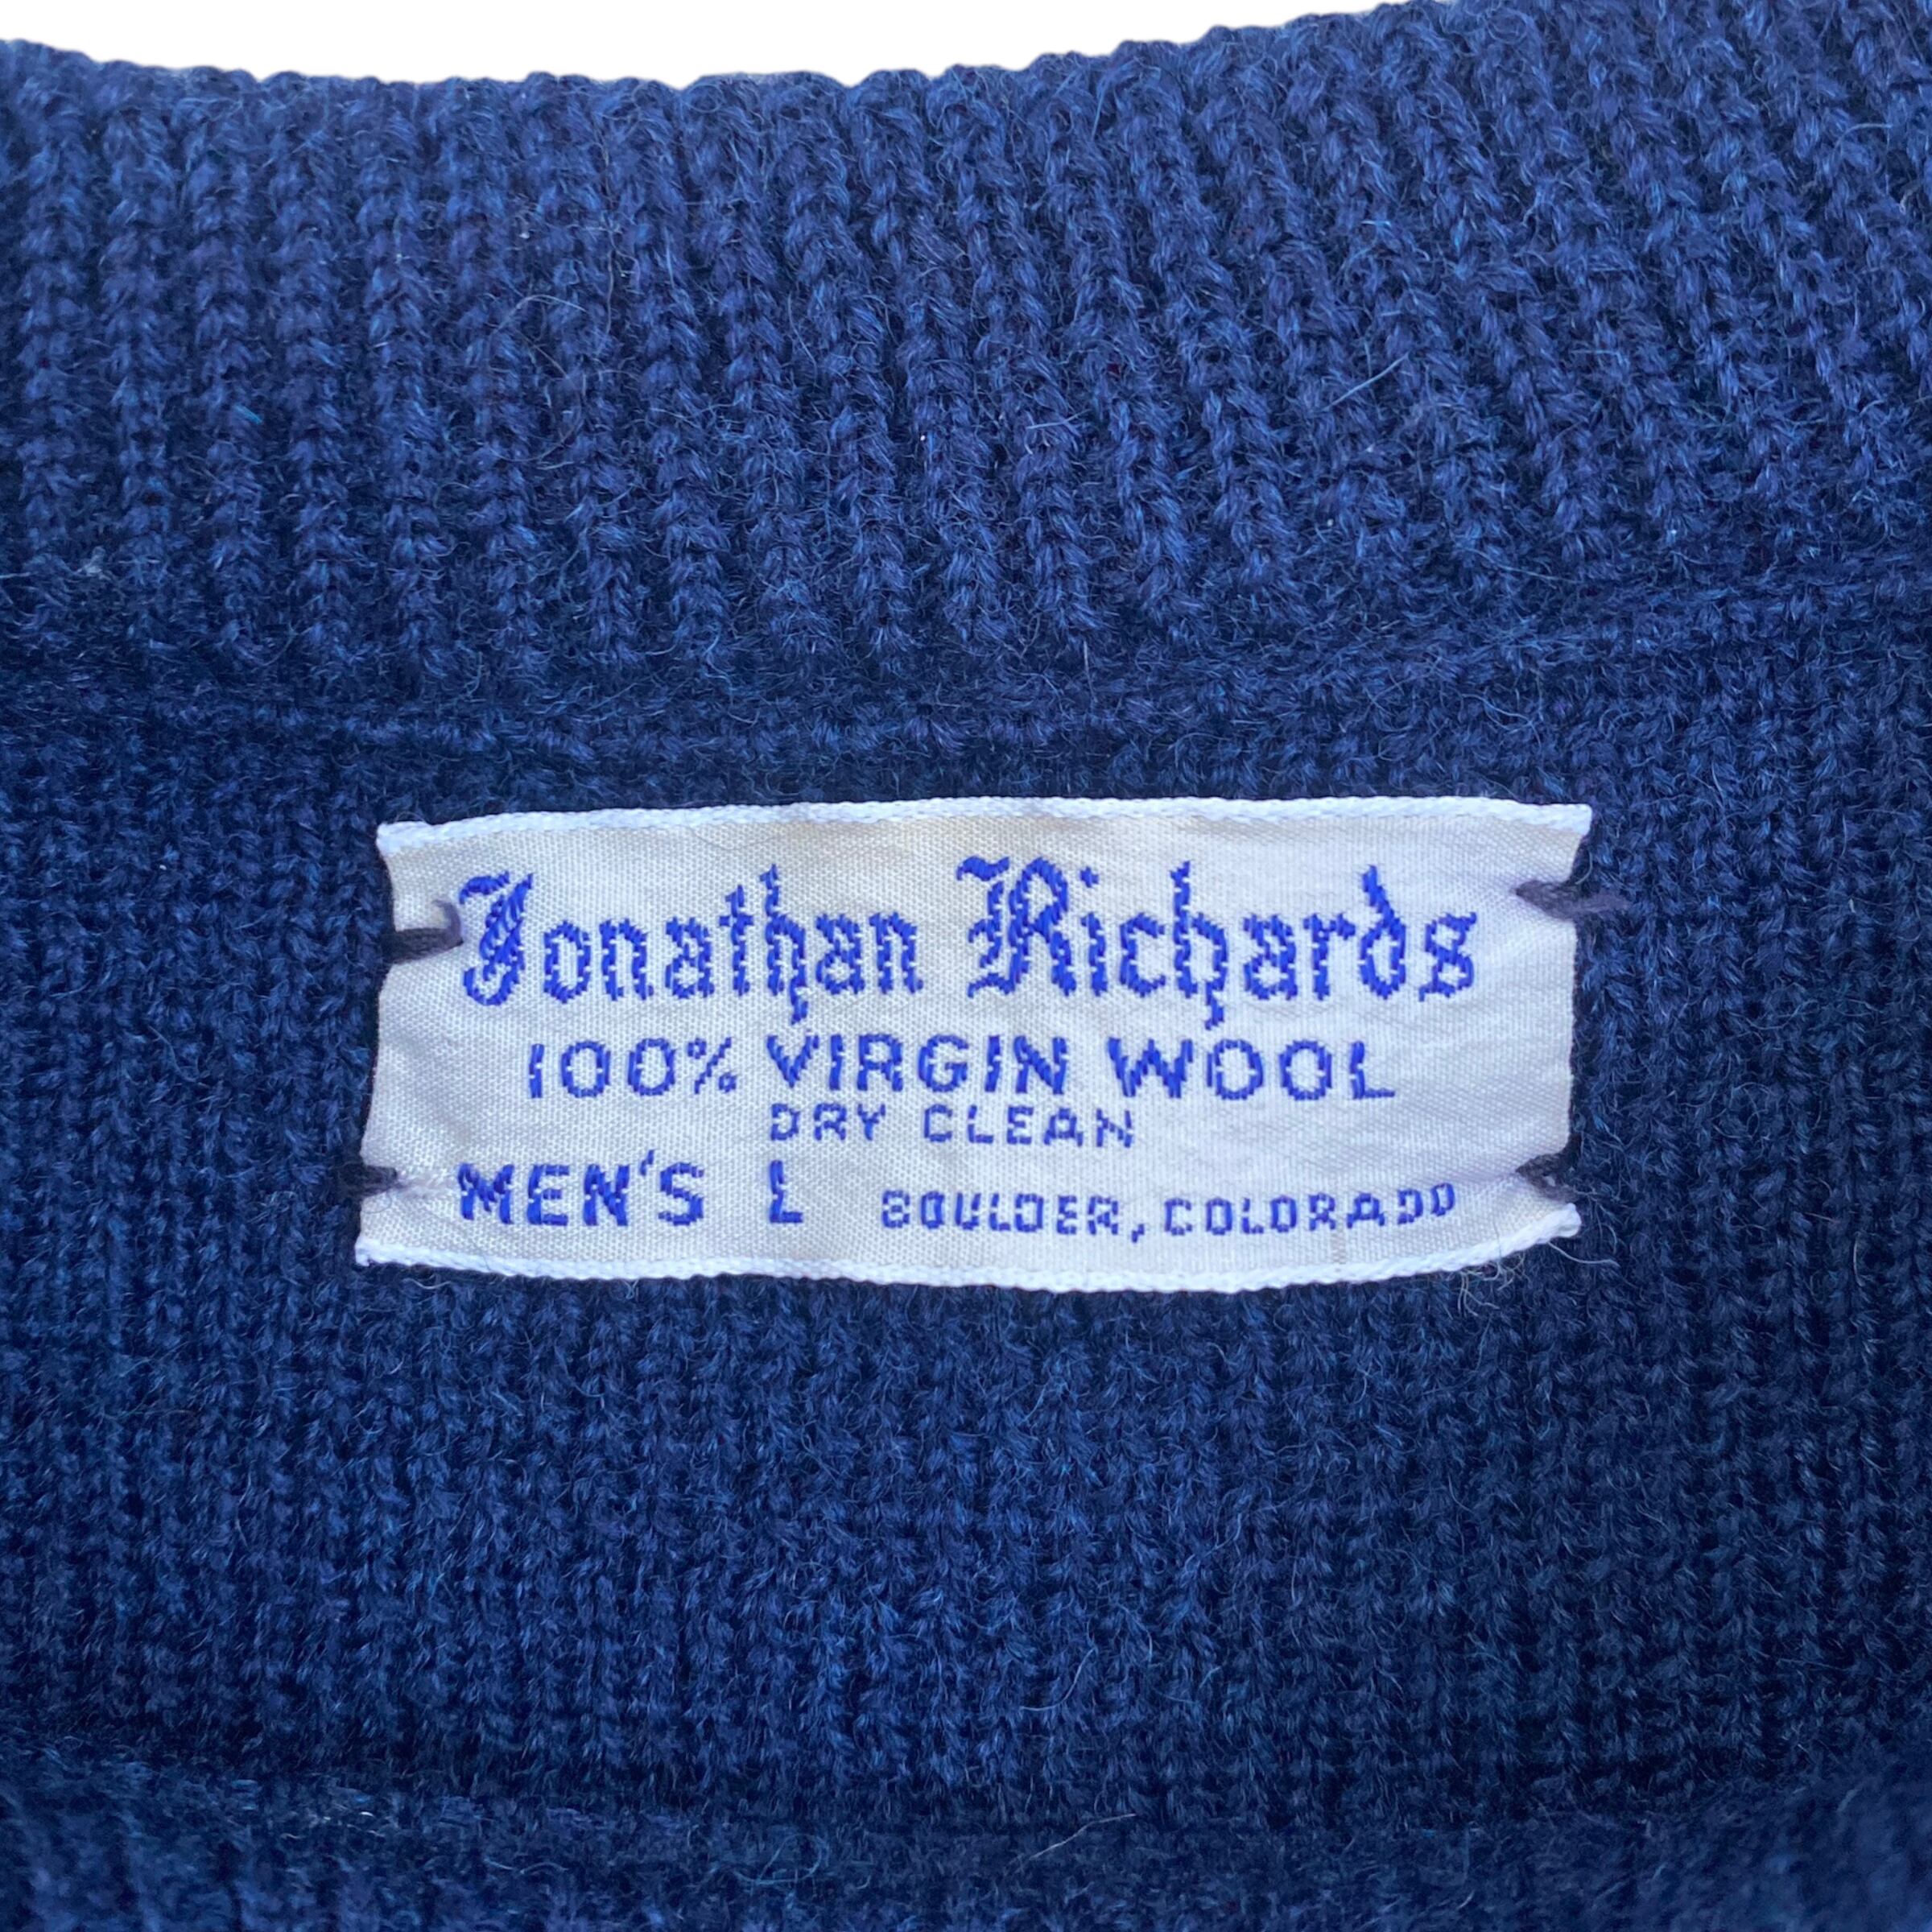 Jonathan Richards
100% VIRGIN WOOL
DRY CLEAN
MEN'S L BOULDER, COLORADO